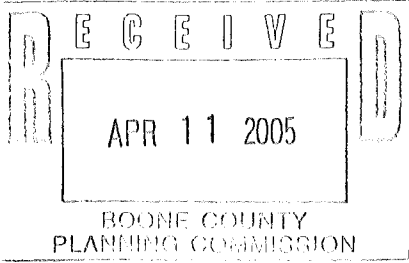 RECEIVED
APR 11 2005
BOONE COUNTY
PLANNING COMMISSION